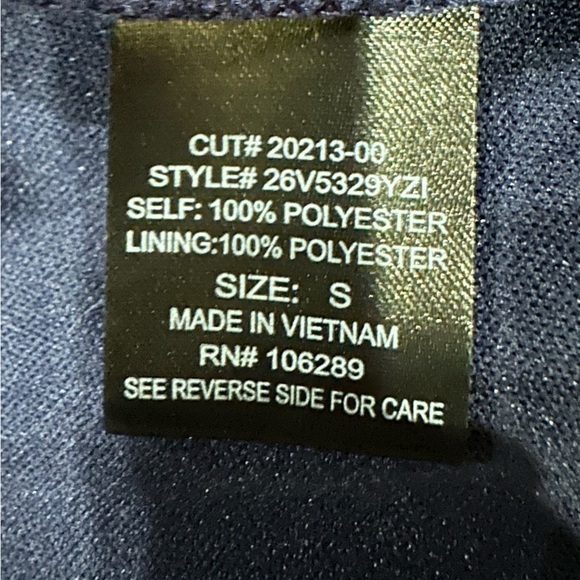 CUT# 20213-00
STYLE# 26V5329YZI
SELF: 100% POLYESTER
LINING:100% POLYESTER
SIZE: S
MADE IN VIETNAM
RN# 106289
SEE REVERSE SIDE FOR CARE